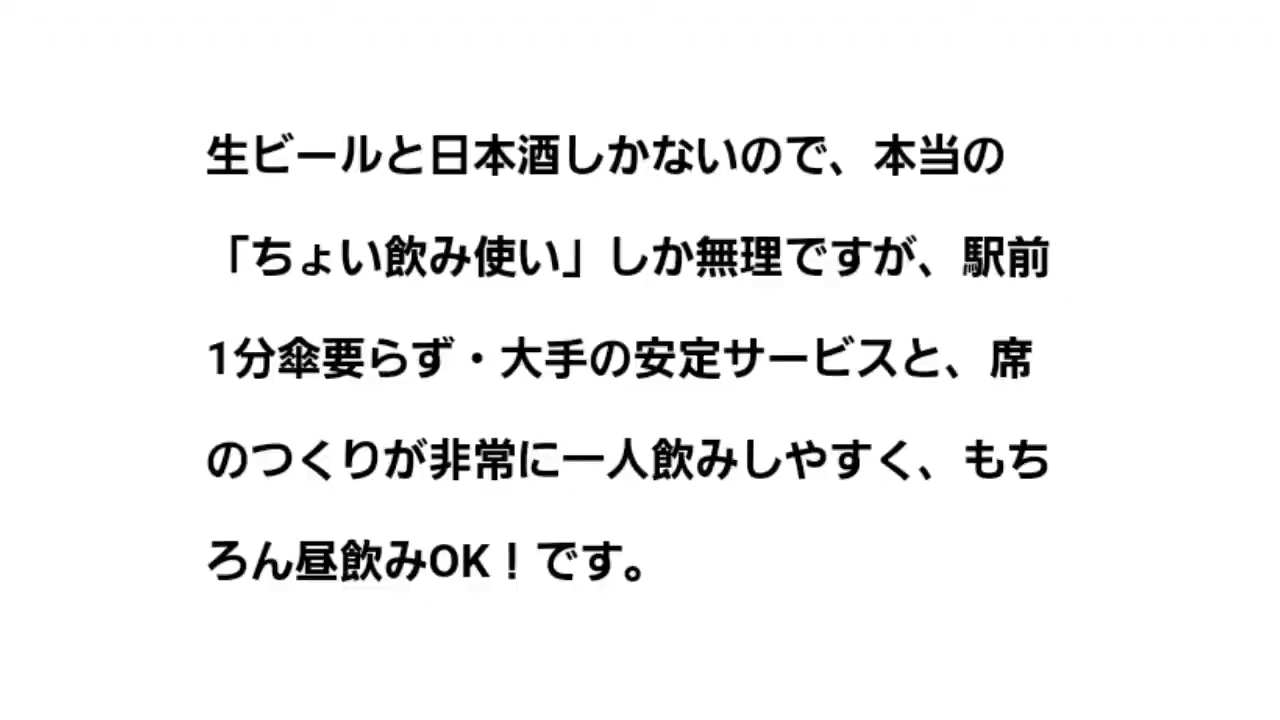 生ビールと日本酒しかないので、本当の
「ちょい飲み使い」しか無理ですが、駅前
1分傘要らず・大手の安定サービスと、席
のつくりが非常に一人飲みしやすく、もち
ろん昼飲みOK！です。